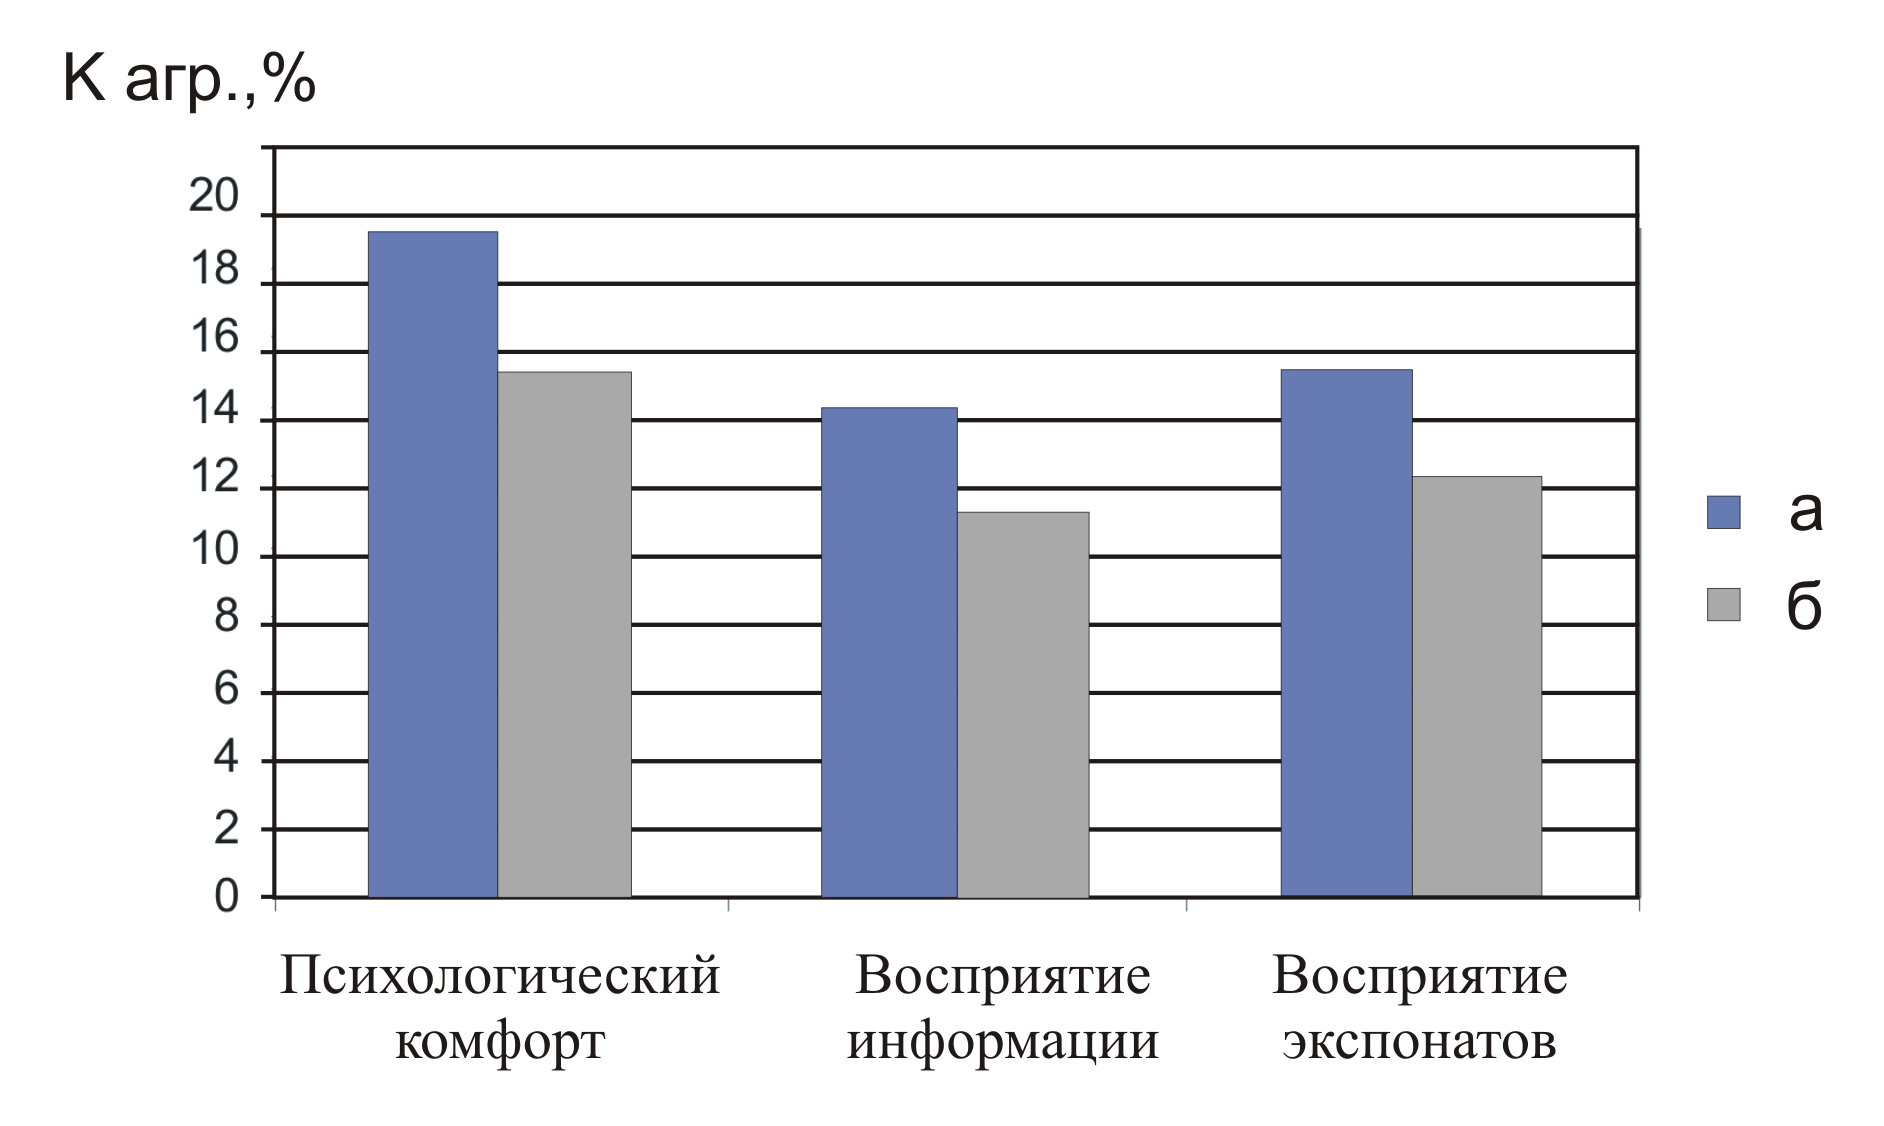 К агр.,%
20
18
16
14
12
10
8
6
4
2
0
а
б
Психологический
комфорт
Восприятие
информации
Восприятие
экспонатов